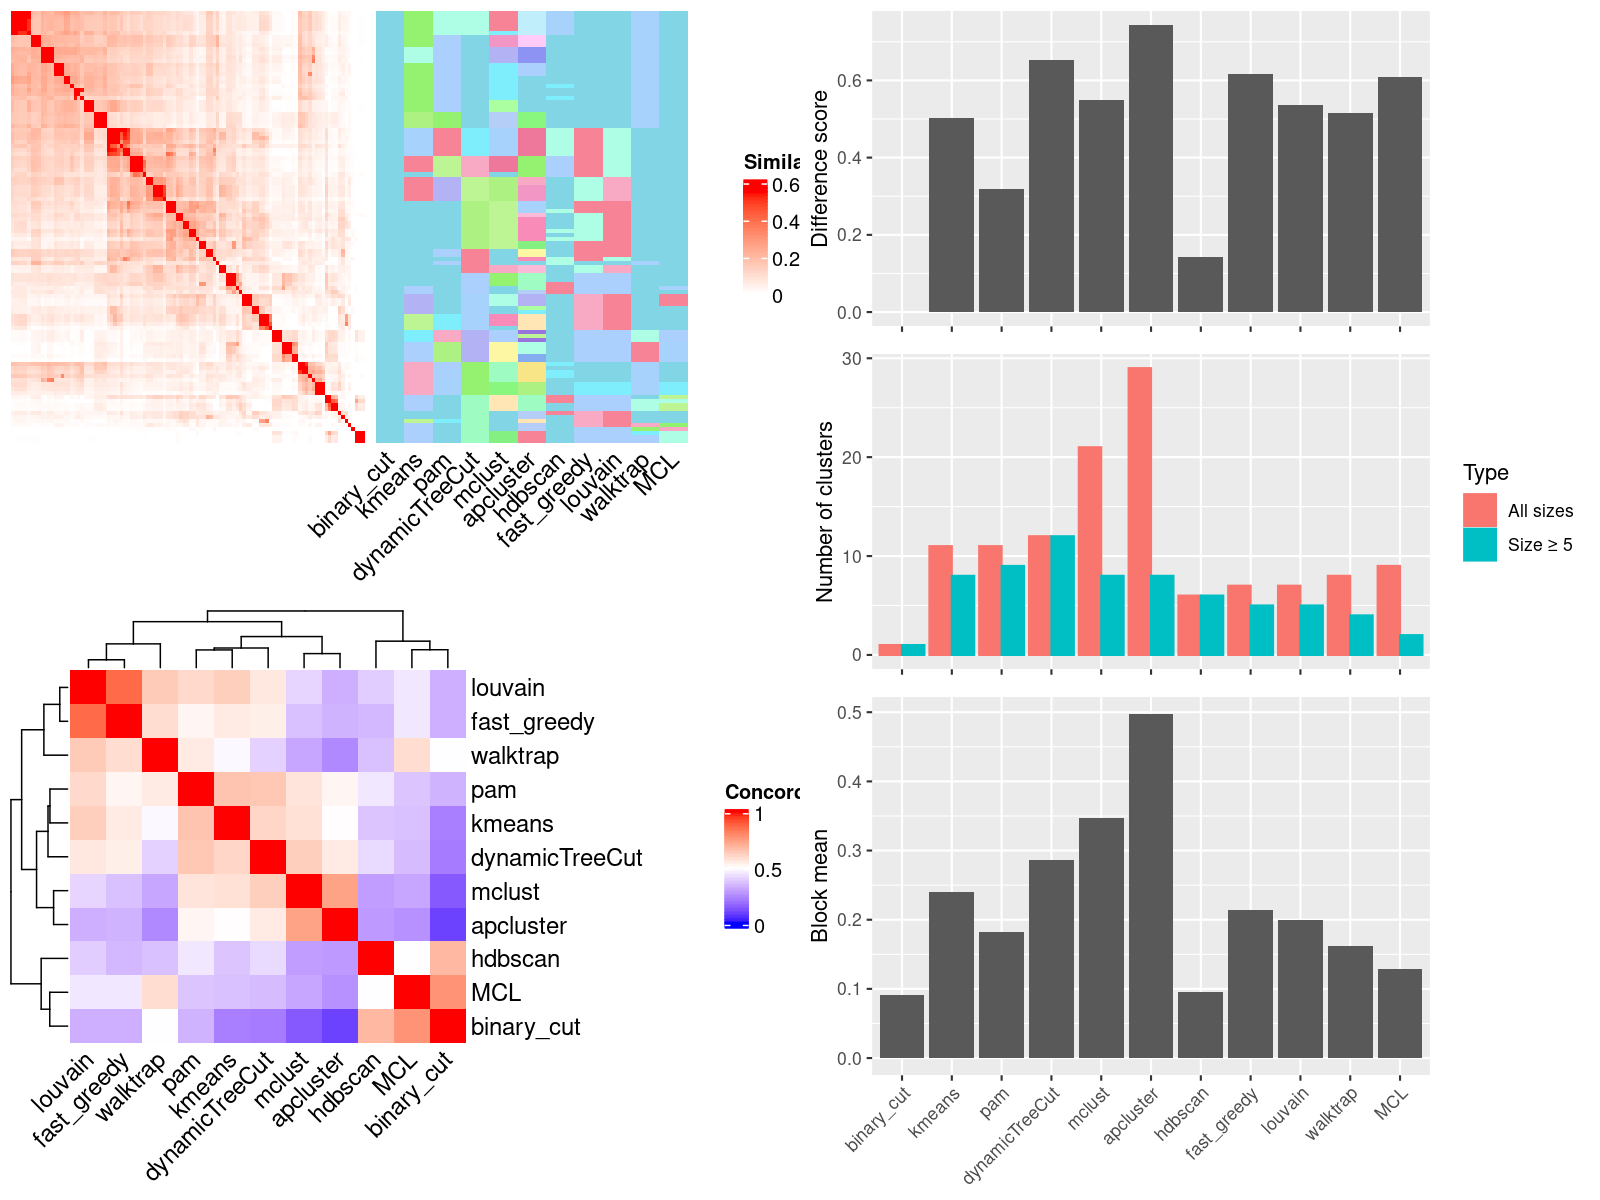 Simila
0.6
0.4
0.2
0
binary_cut
kmeans
pam
dynamicTreeCut
mclust
apcluster
hdbscan
fast_greedy
louvain
walktrap
MCL
louvain
fast_greedy
walktrap
pam
kmeans
dynamicTreeCut
mclust
apcluster
hdbscan
MCL
binary_cut
louvain
fast_greedy
walktrap
pam
kmeans
dynamicTreeCut
mclust
apcluster
hdbscan
MCL
binary_cut
Concord
1
0.5
0
Difference score
0.6
0.4
0.2
0.0
Number of clusters
30
20
10
0
Type
All sizes
Size ≥ 5
Block mean
0.5
0.4
0.3
0.2
0.1
0.0
binary_cut
kmeans
pam
dynamicTreeCut
mclust
apcluster
hdbscan
fast_greedy
louvain
walktrap
MCL